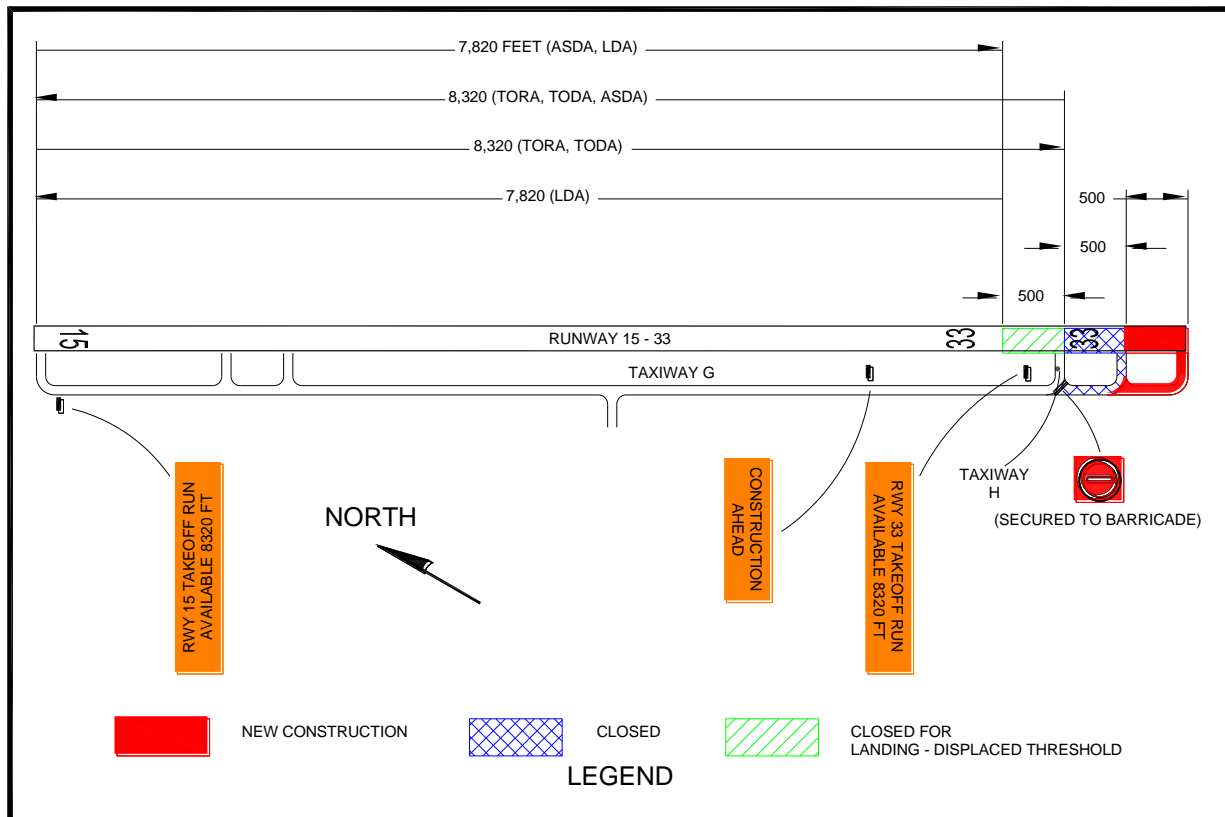 7,820 FEET (ASDA, LDA)
8,320 (TORA, TODA, ASDA)
8,320 (TORA, TODA)
7,820 (LDA)
500
500
500
15
RUNWAY 15 - 33
33
33
TAXIWAY G
RWY 15 TAKEOFF RUN
AVAILABLE 8320 FT
NORTH
CONSTRUCTION
AHEAD
RWY 33 TAKEOFF RUN
AVAILABLE 8320 FT
TAXIWAY
H
(SECURED TO BARRICADE)
NEW CONSTRUCTION
CLOSED
CLOSED FOR
LANDING - DISPLACED THRESHOLD
LEGEND